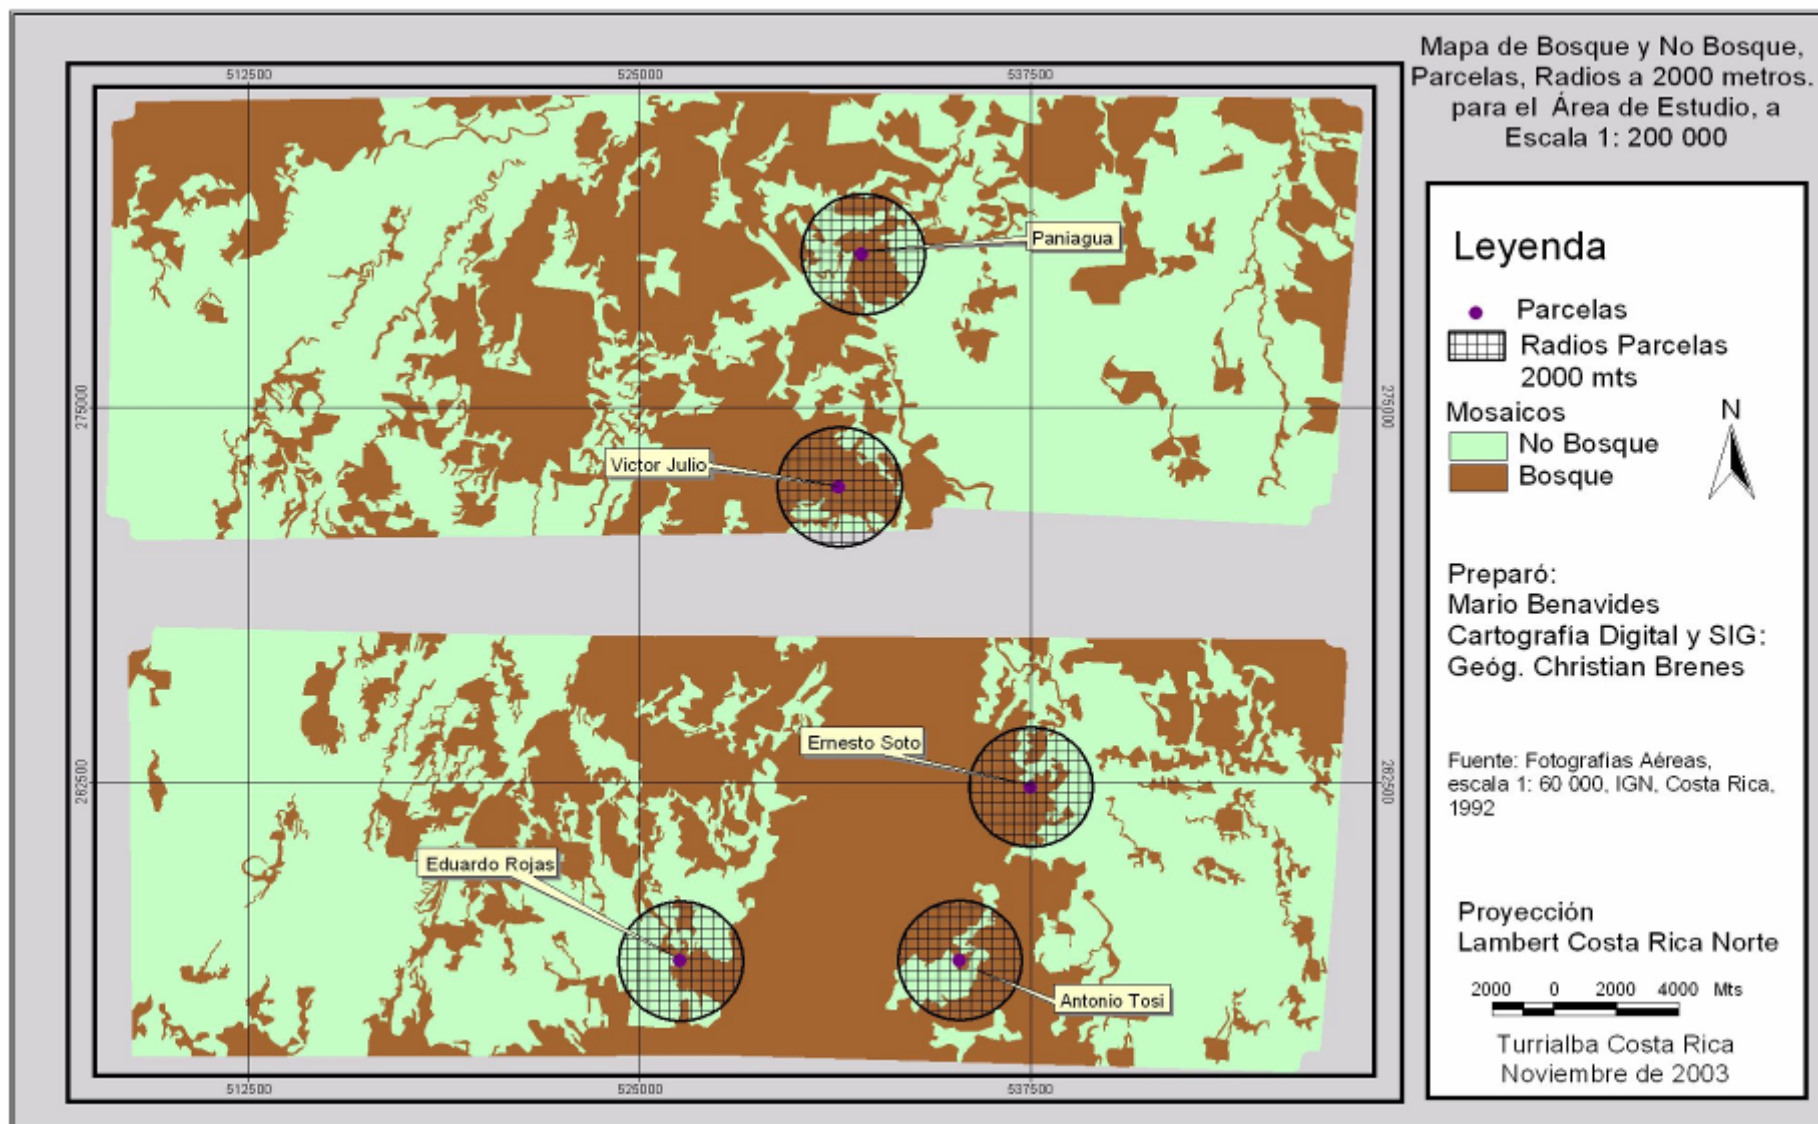 Mapa de Bosque y No Bosque,
Parcelas, Radios a 2000 metros.
para el Área de Estudio, a
Escala 1: 200 000
512500
525000
537500
Paniagua
275000
275000
Victor Julio
Ernesto Soto
262500
262500
Eduardo Rojas
Antonio Tosi
512500
525000
537500
Leyenda
Parcelas
Radios Parcelas
2000 mts
Mosaicos
No Bosque
Bosque
N
Preparó:
Mario Benavides
Cartografía Digital y SIG:
Geóg. Christian Brenes
Fuente: Fotografías Aéreas,
escala 1: 60 000, IGN, Costa Rica,
1992
Proyección
Lambert Costa Rica Norte
2000 0 2000 4000 Mts
Turrialba Costa Rica
Noviembre de 2003